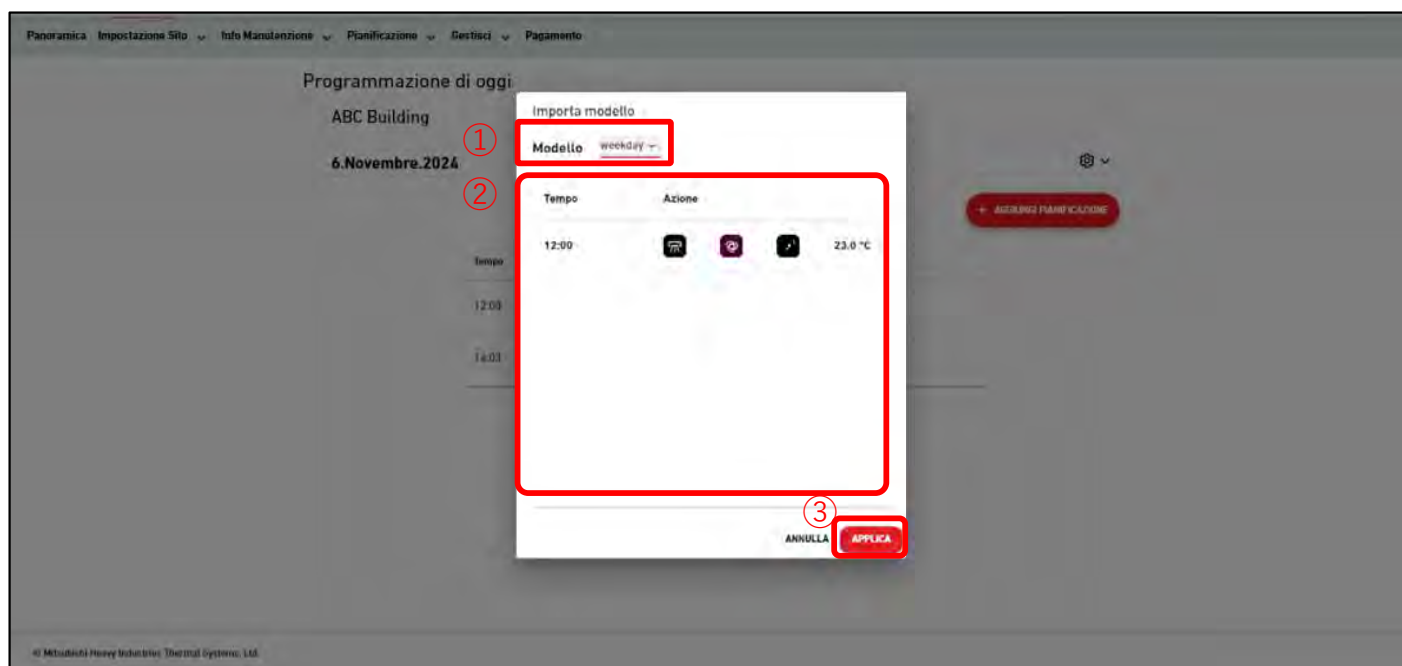 Panoramica Impostazione Sito Info Manutenzione Pianificazione Gestisci Pagamento
Programmazione di oggi
ABC Building
6.Novembre.2024
Importa modello
① Modello weekday
②
Tempo Azione
12:00 23.0 °C
+ AGGIUNGI PIANIFICAZIONE
Tempo
12:00
14:03
③
ANNULLA APPLICA
© Mitsubishi Heavy Industries Thermal Systems, Ltd.